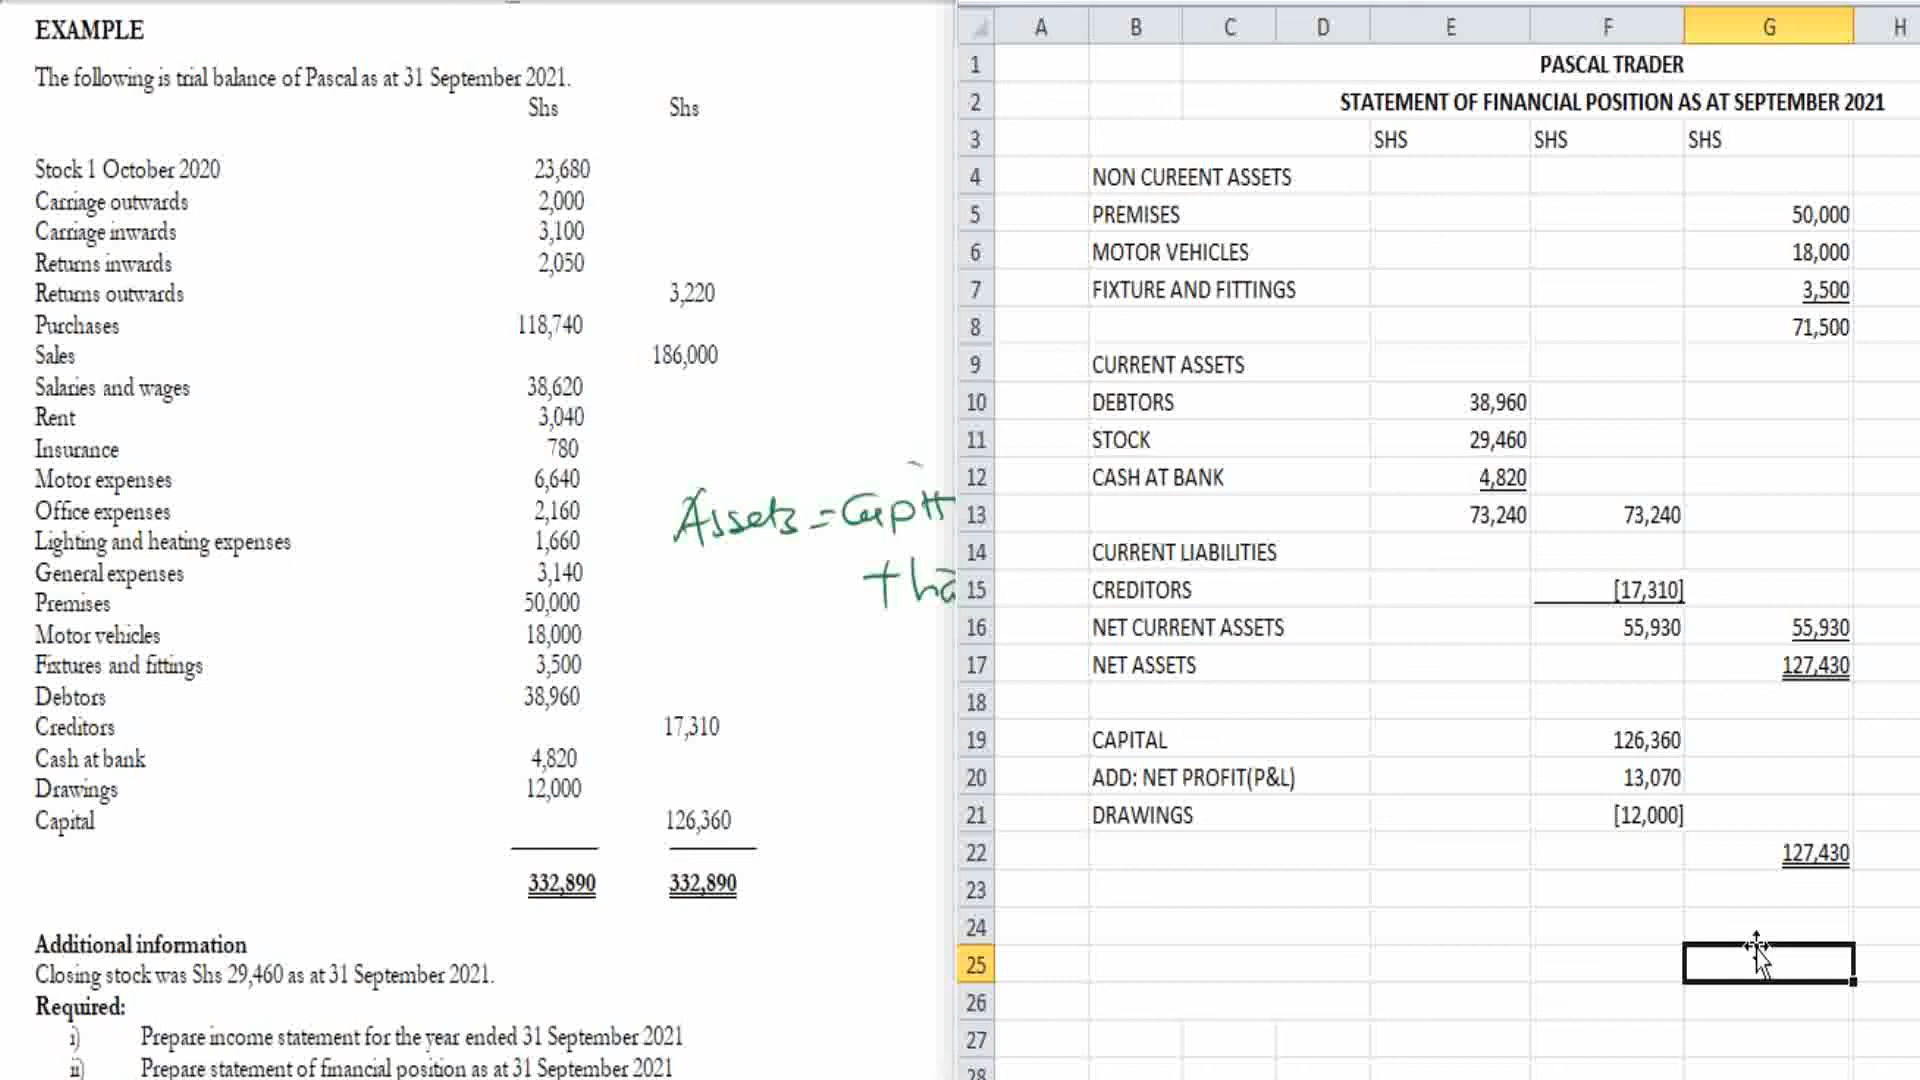 EXAMPLE
The following is trial balance of Pascal as at 31 September 2021.
Shs Shs
Stock 1 October 2020 23,680
Carriage outwards 2,000
Carriage inwards 3,100
Returns inwards 2,050
Returns outwards 3,220
Purchases 118,740
Sales 186,000
Salaries and wages 38,620
Rent 3,040
Insurance 780
Motor expenses 6,640
Office expenses 2,160
Lighting and heating expenses 1,660
General expenses 3,140
Premises 50,000
Motor vehicles 18,000
Fixtures and fittings 3,500
Debtors 38,960
Creditors 17,310
Cash at bank 4,820
Drawings 12,000
Capital 126,360
332,890 332,890
Additional information
Closing stock was Shs 29,460 as at 31 September 2021.
Required:
i) Prepare income statement for the year ended 31 September 2021
ii) Prepare statement of financial position as at 31 September 2021
Assets =
A B C D E F G H
1 PASCAL TRADER
2 STATEMENT OF FINANCIAL POSITION AS AT SEPTEMBER 2021
3 SHS SHS SHS
4 NON CUREENT ASSETS
5 PREMISES 50,000
6 MOTOR VEHICLES 18,000
7 FIXTURE AND FITTINGS 3,500
8 71,500
9 CURRENT ASSETS
10 DEBTORS 38,960
11 STOCK 29,460
12 CASH AT BANK 4,820
13 73,240 73,240
14 CURRENT LIABILITIES
15 CREDITORS [17,310]
16 NET CURRENT ASSETS 55,930 55,930
17 NET ASSETS 127,430
18
19 CAPITAL 126,360
20 ADD: NET PROFIT(P&L) 13,070
21 DRAWINGS [12,000]
22 127,430
23
24
25
26
27
28